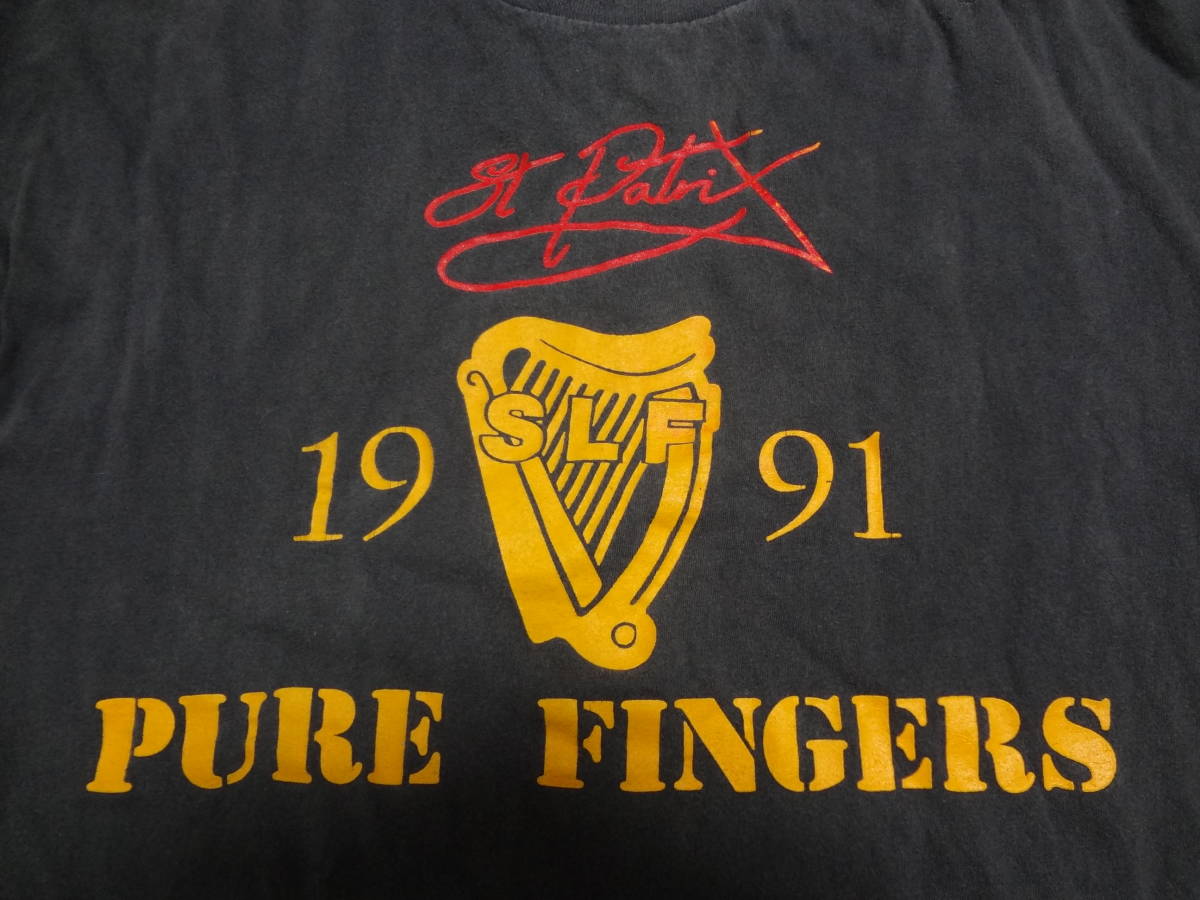 St Patrix
SLF
19 91
PURE FINGERS